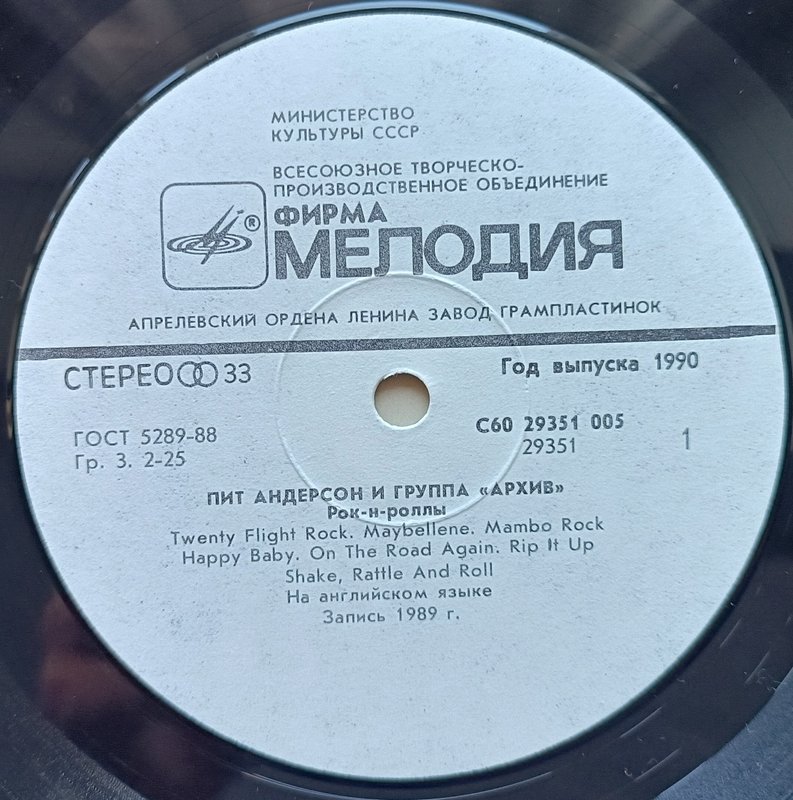 МИНИСТЕРСТВО
КУЛЬТУРЫ СССР
ВСЕСОЮЗНОЕ ТВОРЧЕСКО-
ПРОИЗВОДСТВЕННОЕ ОБЪЕДИНЕНИЕ
®
ФИРМА
МЕЛОДИЯ
АПРЕЛЕВСКИЙ ОРДЕНА ЛЕНИНА ЗАВОД ГРАМПЛАСТИНОК
СТЕРЕО 33
Год выпуска 1990
ГОСТ 5289-88
Гр. 3. 2-25
С60 29351 005
29351
1
ПИТ АНДЕРСОН И ГРУППА «АРХИВ»
Рок-н-роллы
Twenty Flight Rock. Maybellene. Mambo Rock
Happy Baby. On The Road Again. Rip It Up
Shake, Rattle And Roll
На английском языке
Запись 1989 г.